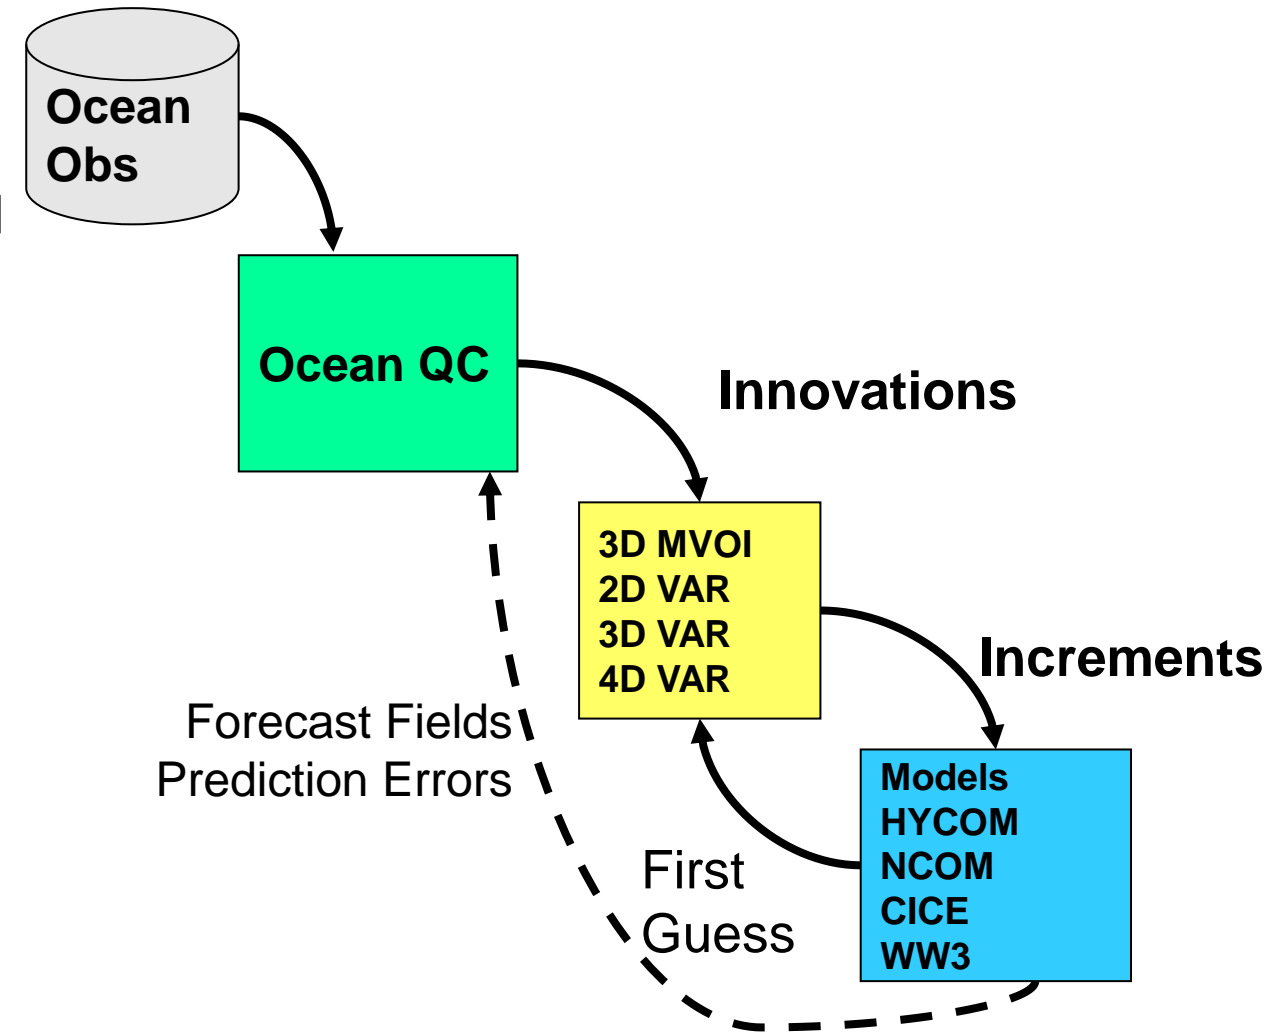 Ocean
Obs
Ocean QC
Innovations
3D MVOI
2D VAR
3D VAR
4D VAR
Increments
Forecast Fields
Prediction Errors
Models
HYCOM
NCOM
CICE
WW3
First
Guess